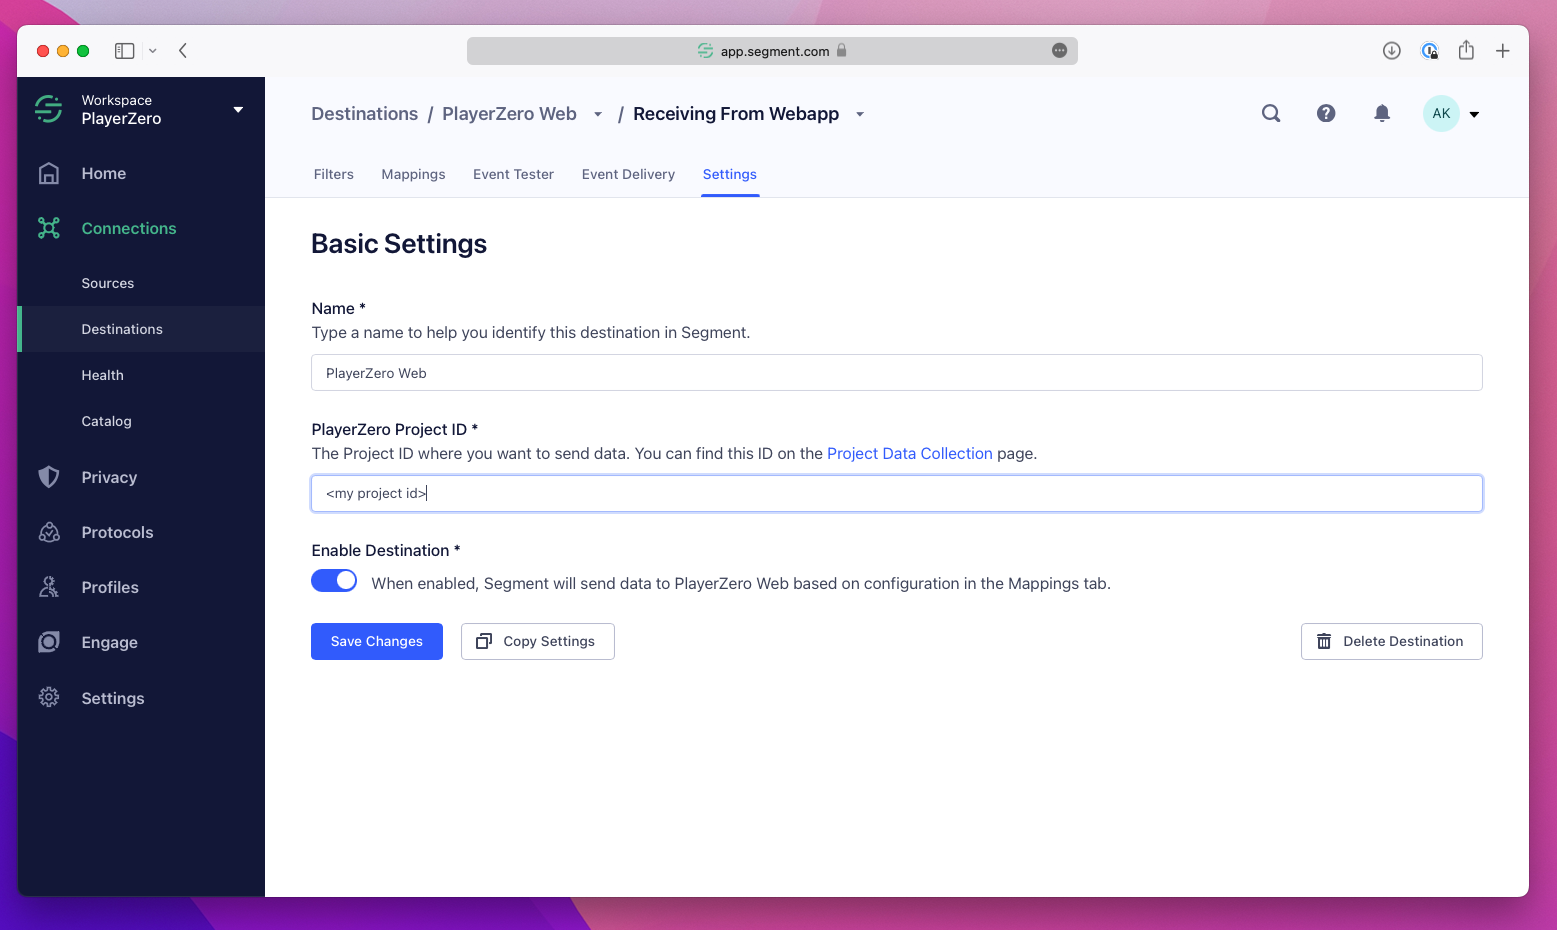 app.segment.com
Workspace
PlayerZero
Home
Connections
Sources
Destinations
Health
Catalog
Privacy
Protocols
Profiles
Engage
Settings
Destinations / PlayerZero Web / Receiving From Webapp
AK
Filters Mappings Event Tester Event Delivery Settings
Basic Settings
Name *
Type a name to help you identify this destination in Segment.
PlayerZero Web
PlayerZero Project ID *
The Project ID where you want to send data. You can find this ID on the Project Data Collection page.
<my project id>
Enable Destination *
When enabled, Segment will send data to PlayerZero Web based on configuration in the Mappings tab.
Save Changes Copy Settings Delete Destination